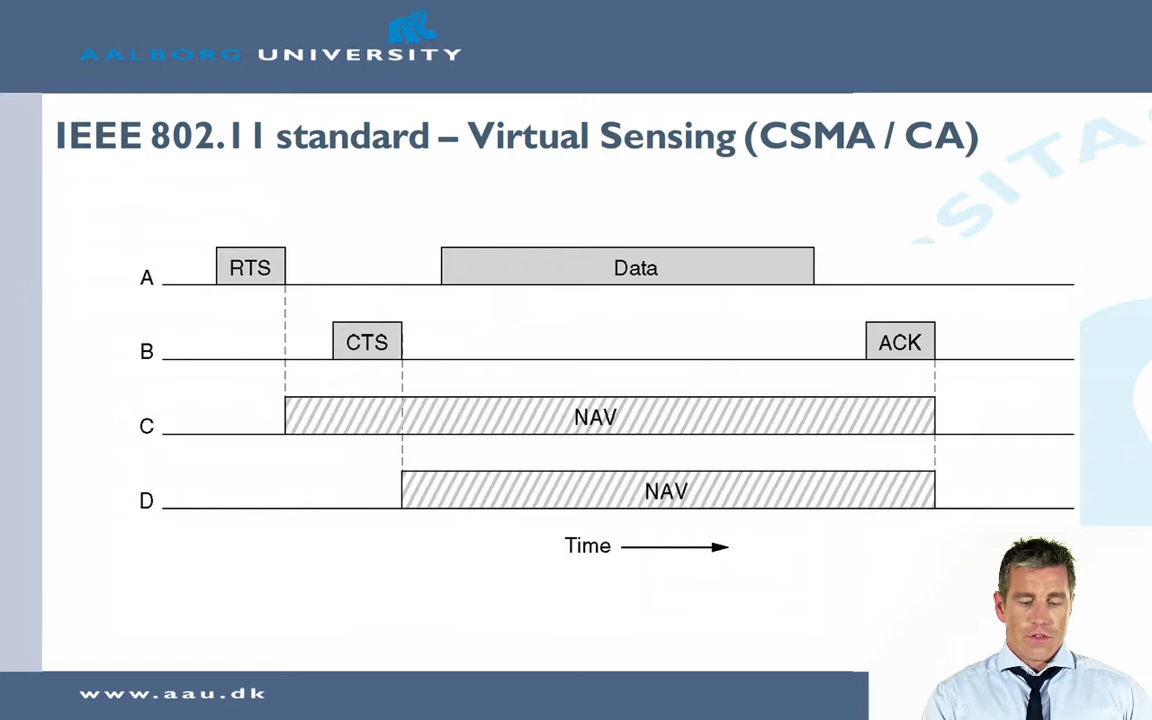 AALBORG UNIVERSITY
IEEE 802.11 standard – Virtual Sensing (CSMA / CA)
SITAS
A RTS Data
B CTS ACK
C NAV
D NAV
Time
www.aau.dk